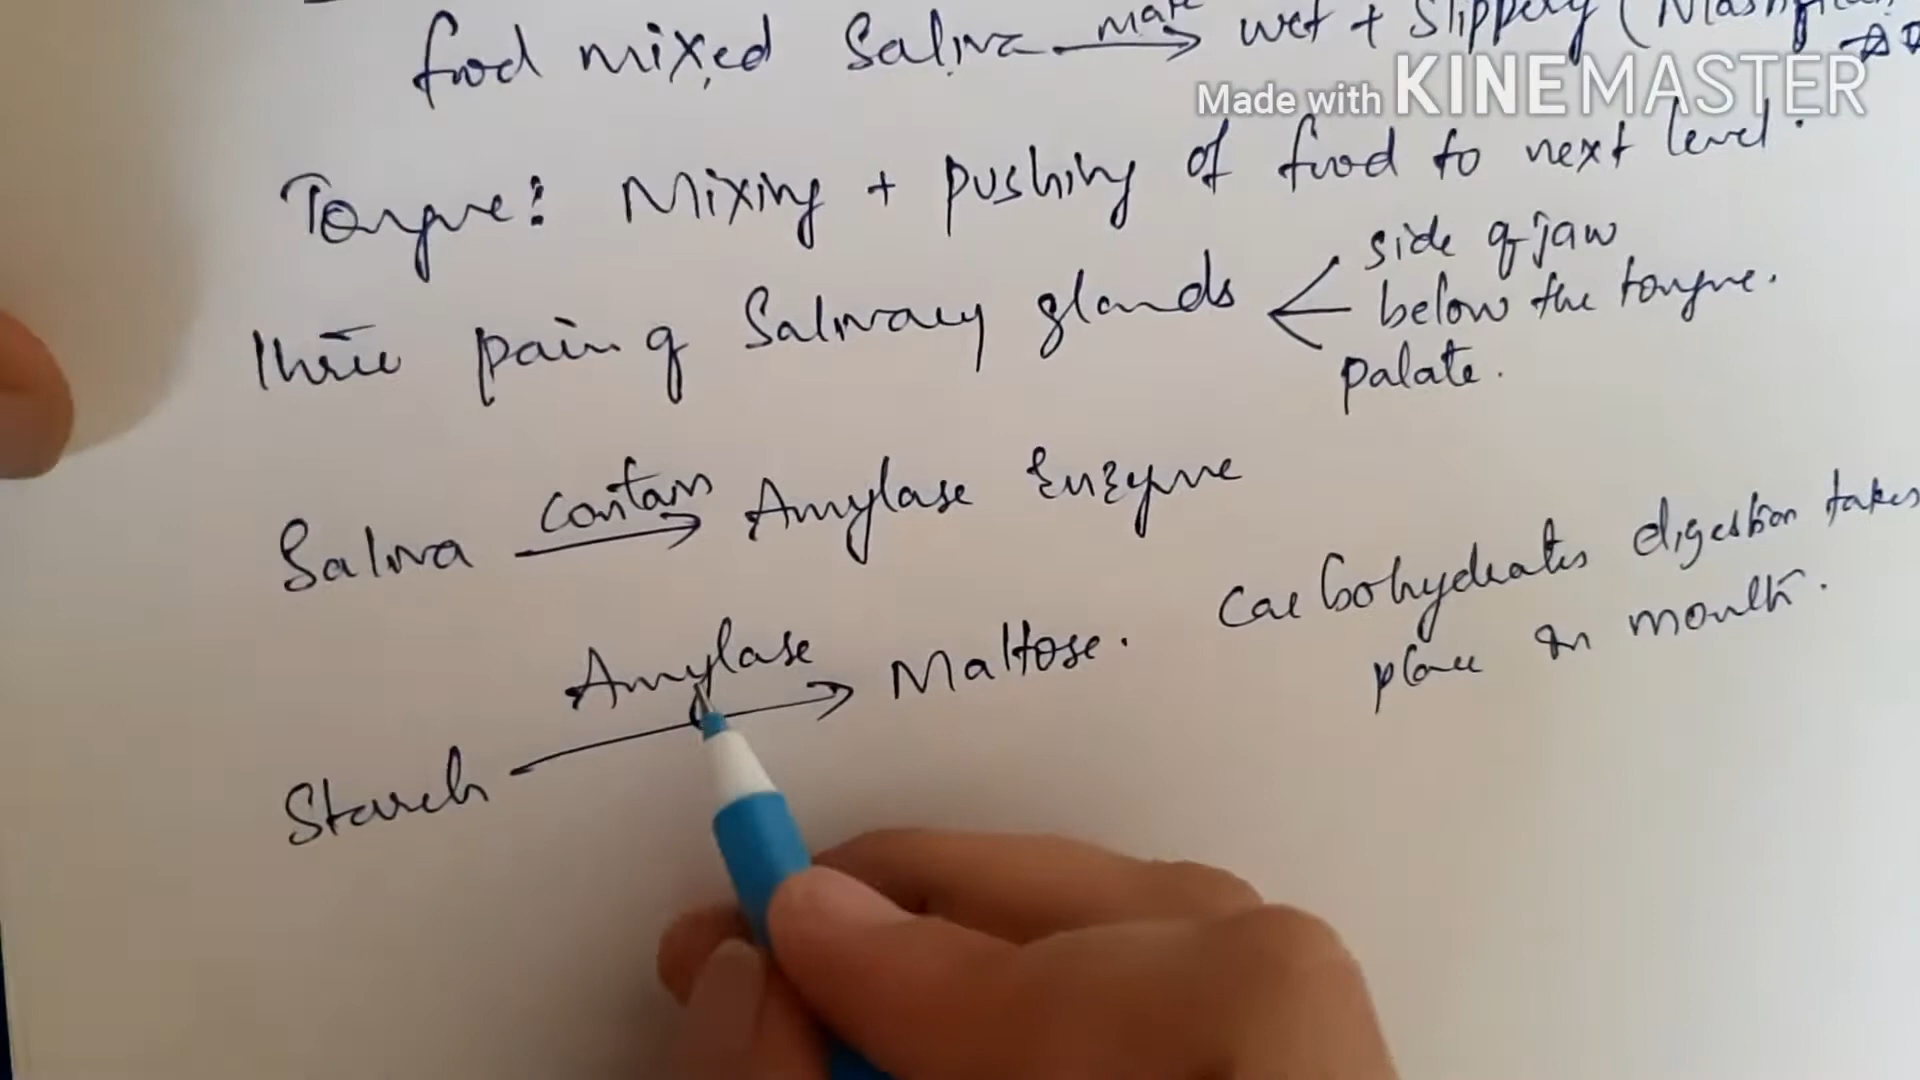 food mixed Saliva make → wet + Slippery (
Made with KINEMASTER
Tongue: Mixing + pushing of food to next level.
Three pair of Salivary glands < side of jaw
below the tongue.
palate.
Saliva contain → Amylase Enzyme
Carbohydrates digestion takes
place in mouth.
Starch Amylase → Maltose.